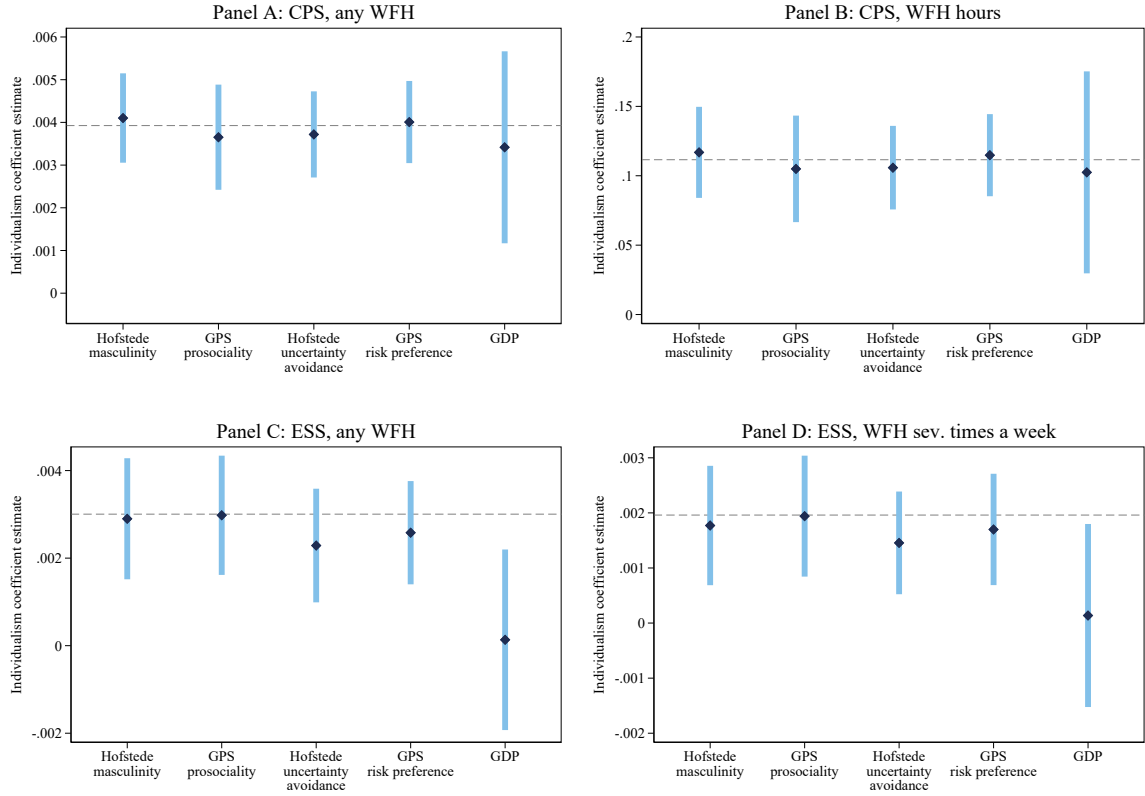 Panel A: CPS, any WFH
Individualism coefficient estimate
.006
.005
.004
.003
.002
.001
0
Hofstede
masculinity
GPS
prosociality
Hofstede
uncertainty
avoidance
GPS
risk preference
GDP
Panel B: CPS, WFH hours
Individualism coefficient estimate
.2
.15
.1
.05
0
Hofstede
masculinity
GPS
prosociality
Hofstede
uncertainty
avoidance
GPS
risk preference
GDP
Panel C: ESS, any WFH
Individualism coefficient estimate
.004
.002
0
-.002
Hofstede
masculinity
GPS
prosociality
Hofstede
uncertainty
avoidance
GPS
risk preference
GDP
Panel D: ESS, WFH sev. times a week
Individualism coefficient estimate
.003
.002
.001
0
-.001
-.002
Hofstede
masculinity
GPS
prosociality
Hofstede
uncertainty
avoidance
GPS
risk preference
GDP